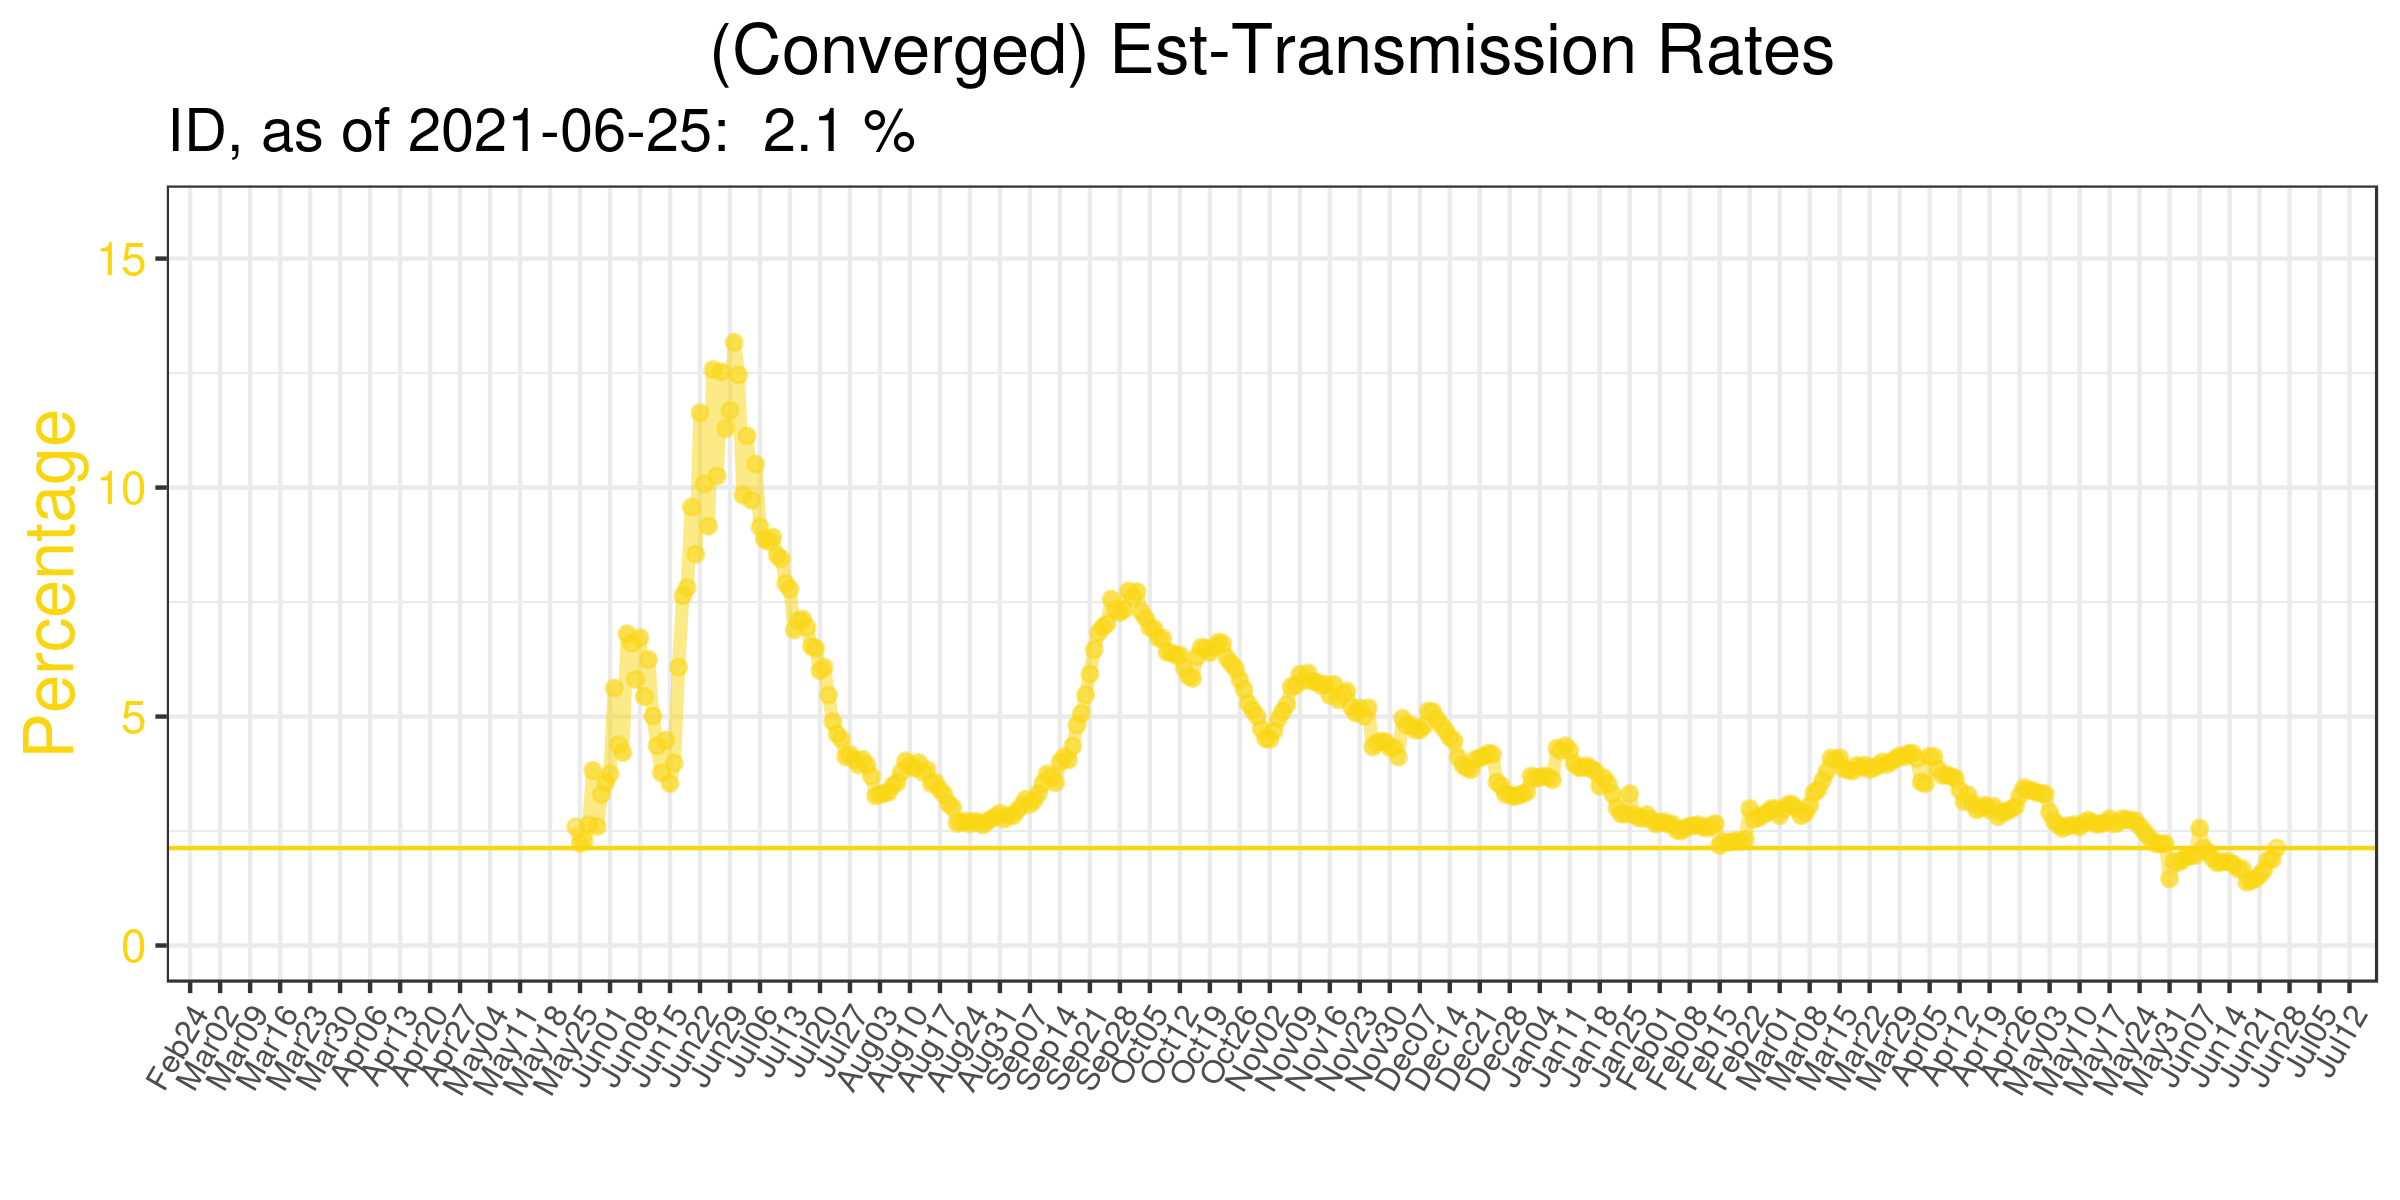 (Converged) Est-Transmission Rates
ID, as of 2021-06-25:  2.1 %
Percentage
15
10
5
0
Feb24
Mar02
Mar09
Mar16
Mar23
Mar30
Apr06
Apr13
Apr20
Apr27
May04
May11
May18
May25
Jun01
Jun08
Jun15
Jun22
Jun29
Jul06
Jul13
Jul20
Jul27
Aug03
Aug10
Aug17
Aug24
Aug31
Sep07
Sep14
Sep21
Sep28
Oct05
Oct12
Oct19
Oct26
Nov02
Nov09
Nov16
Nov23
Nov30
Dec07
Dec14
Dec21
Dec28
Jan04
Jan11
Jan18
Jan25
Feb01
Feb08
Feb15
Feb22
Mar01
Mar08
Mar15
Mar22
Mar29
Apr05
Apr12
Apr19
Apr26
May03
May10
May17
May24
May31
Jun07
Jun14
Jun21
Jun28
Jul05
Jul12